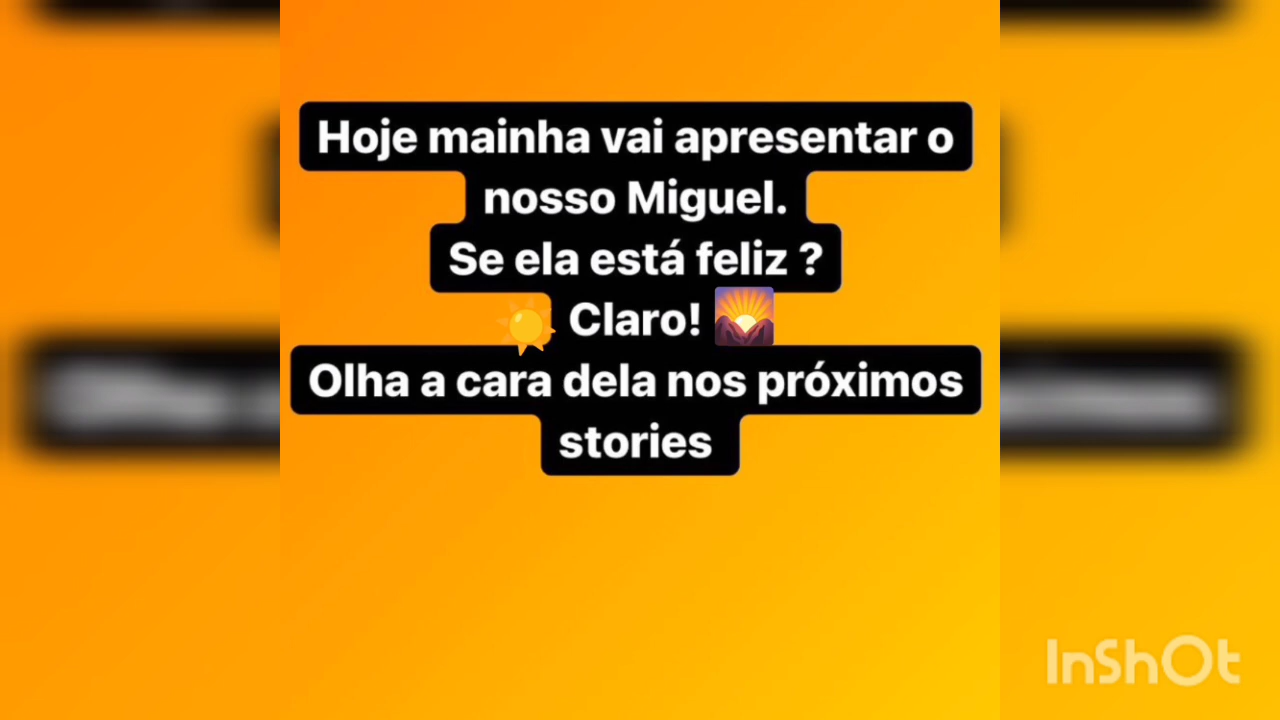 Hoje mainha vai apresentar o
nosso Miguel.
Se ela está feliz ?
☀️ Claro! 🌄
Olha a cara dela nos próximos
stories
InShOt